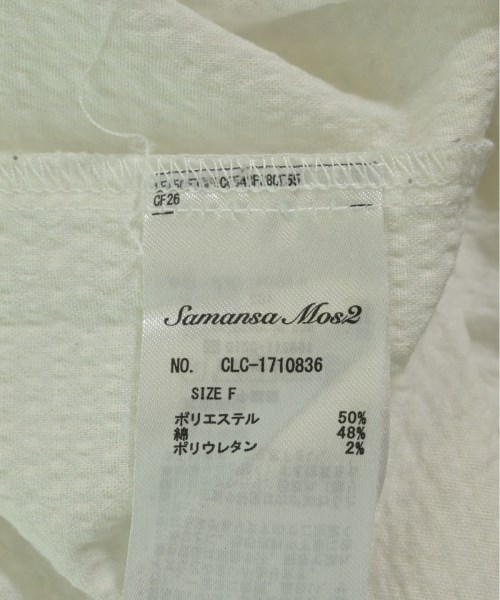 CF26
Samansa Mos2
NO. CLC-1710836
SIZE F
ポリエステル 50%
綿 48%
ポリウレタン 2%